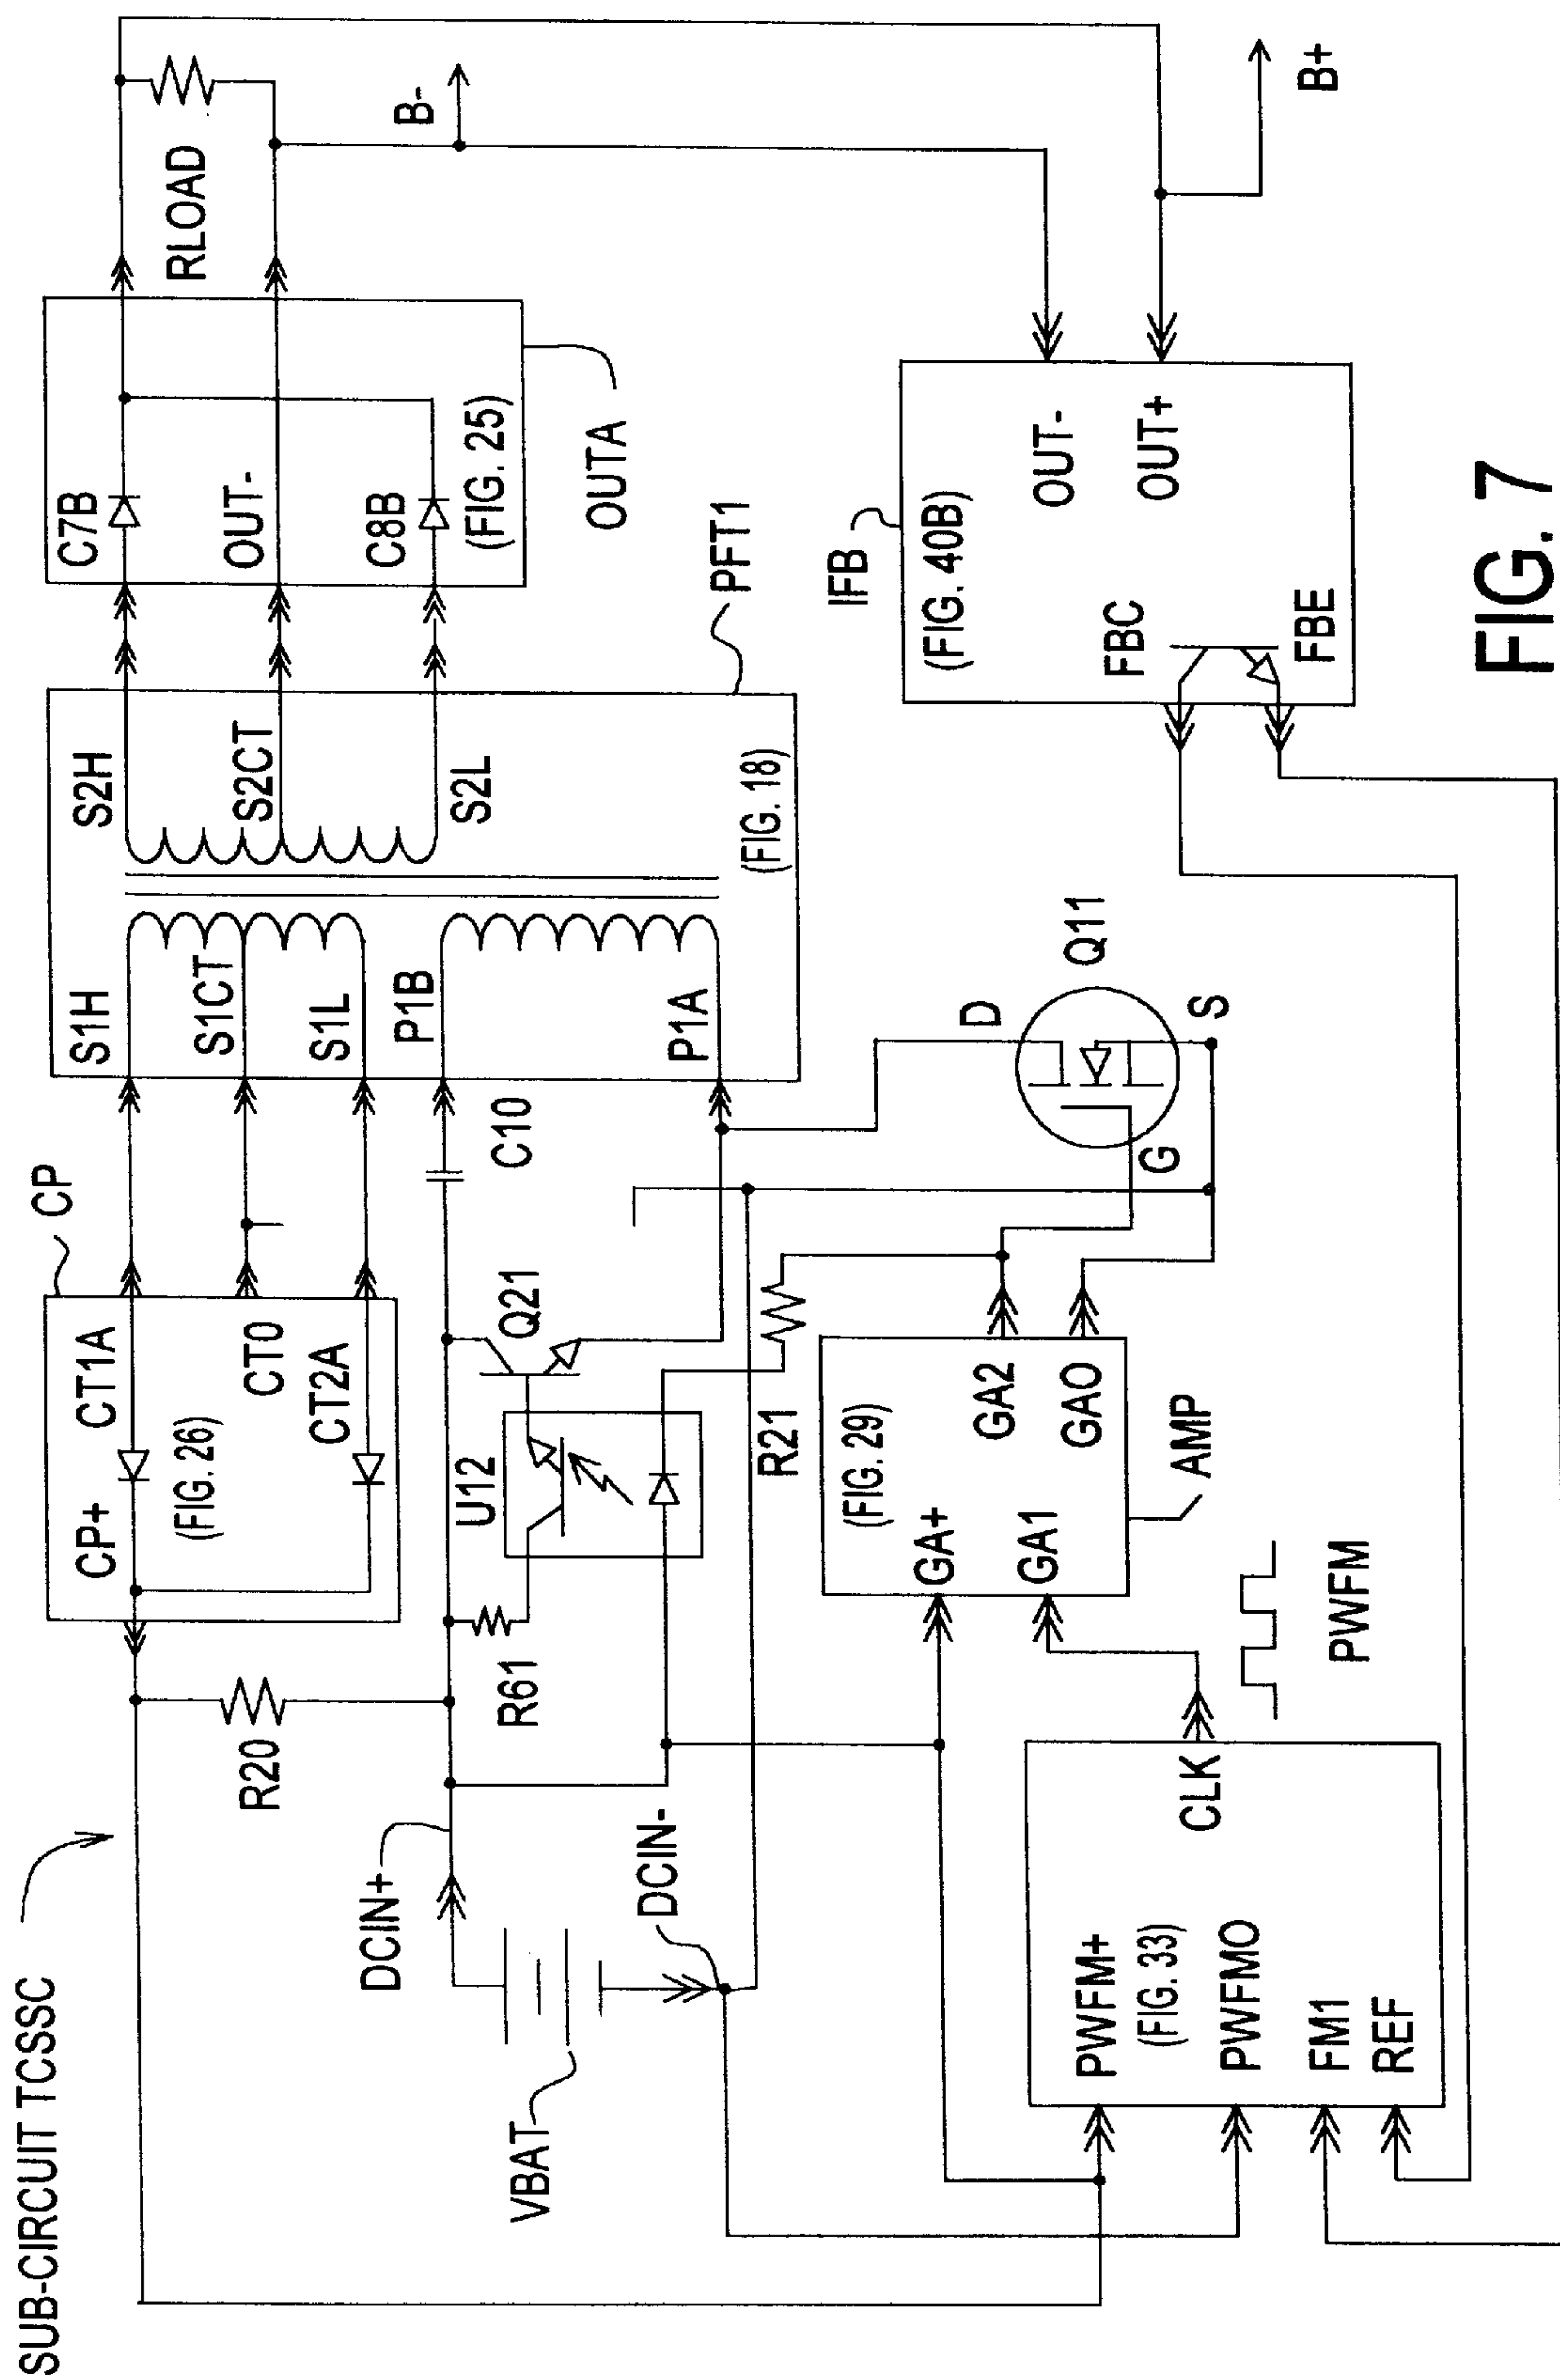 SUB-CIRCUIT TCSSC
CP
CP+
CT1A
(FIG. 26)
CT0
CT2A
R20
S1H
S1CT
S1L
P1B
P1A
S2H
S2CT
S2L
(FIG. 18)
PFT1
C7B
OUT-
C8B
(FIG. 25)
OUTA
RLOAD
B-
B+
DCIN+
VBAT
DCIN-
R61
U12
Q21
C10
R21
Q11
D
G
S
(FIG. 29)
GA+
GA1
GA2
GAO
AMP
PWFM
CLK
PWFM+
(FIG. 33)
PWFMO
FM1
REF
IFB
(FIG. 40B)
OUT-
OUT+
FBC
FBE
FIG. 7